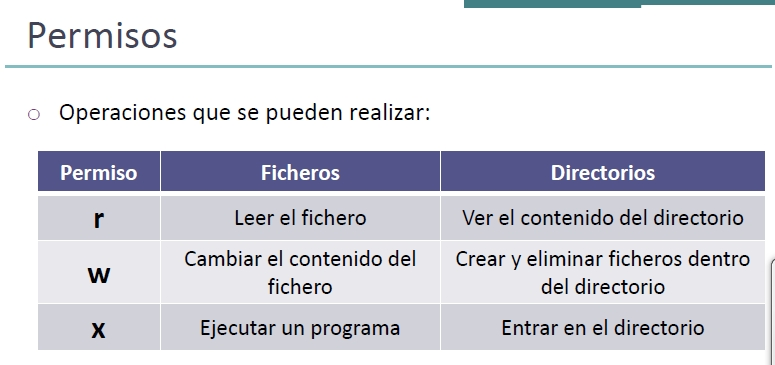 Permisos
Operaciones que se pueden realizar:
Permiso Ficheros Directorios
r Leer el fichero Ver el contenido del directorio
w Cambiar el contenido del fichero Crear y eliminar ficheros dentro del directorio
x Ejecutar un programa Entrar en el directorio